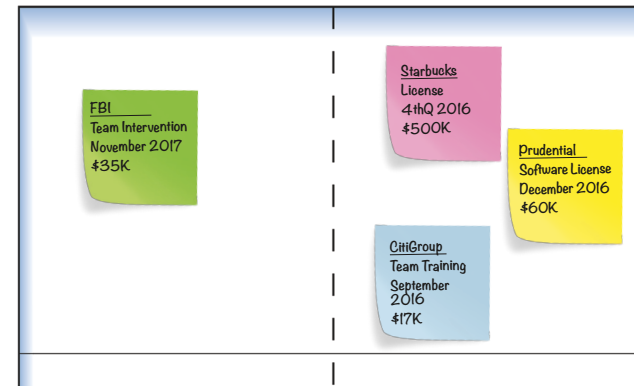 FBI
Team Intervention
November 2017
$35K
Starbucks
License
4thQ 2016
$500K
Prudential
Software License
December 2016
$60K
CitiGroup
Team Training
September
2016
$17K